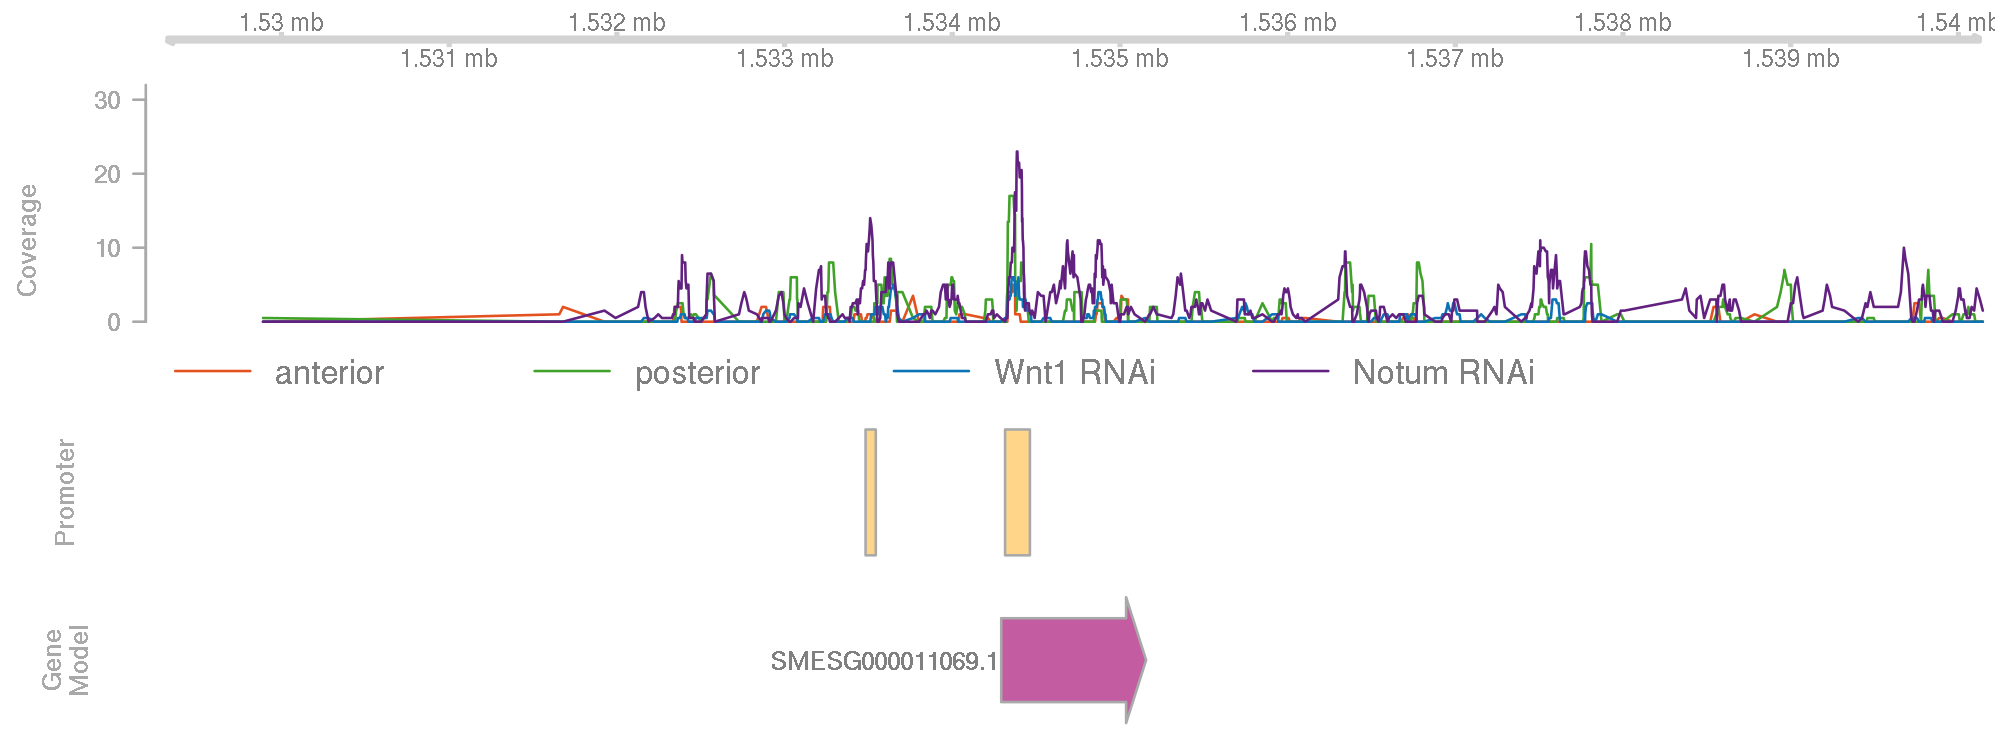 1.53 mb 1.532 mb 1.534 mb 1.536 mb 1.538 mb 1.54 mb
1.531 mb 1.533 mb 1.535 mb 1.537 mb 1.539 mb
30
20
10
0
Coverage
anterior posterior Wnt1 RNAi Notum RNAi
Promoter
SMESG000011069.1
Gene
Model